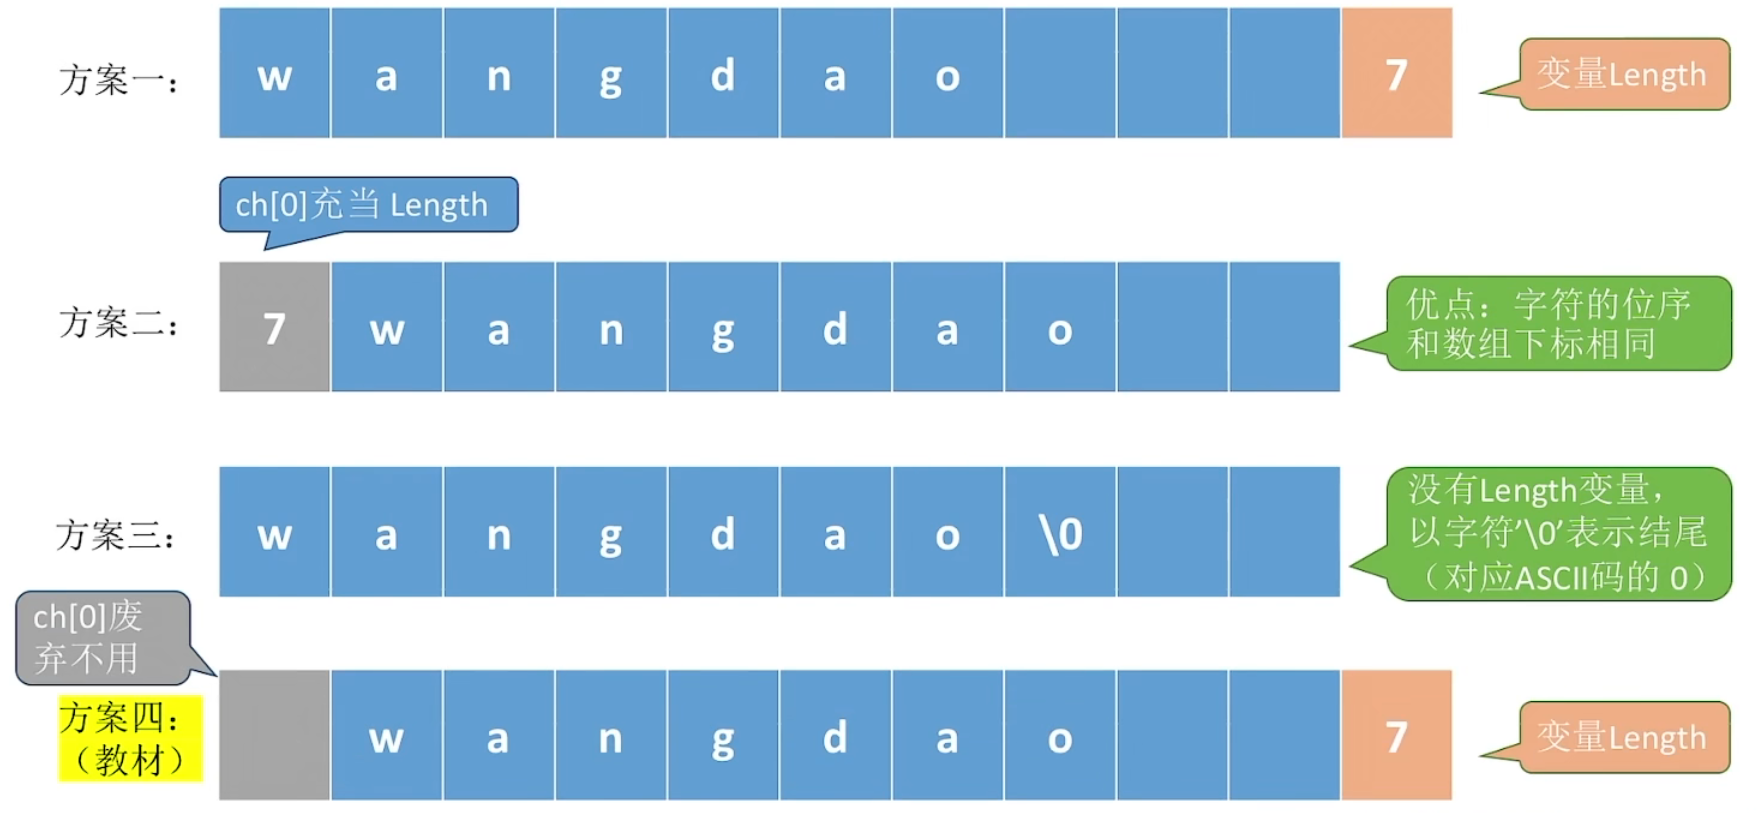 方案一： w a n g d a o 7 变量Length
ch[0]充当 Length
方案二： 7 w a n g d a o
优点：字符的位序
和数组下标相同
方案三： w a n g d a o \0
没有Length变量，
以字符’\0’表示结尾
（对应ASCII码的 0）
ch[0]废
弃不用
方案四：
（教材）
w a n g d a o 7 变量Length